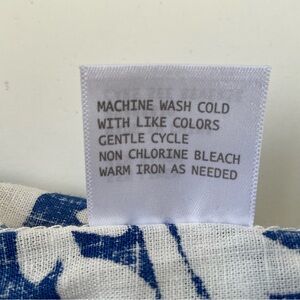 MACHINE WASH COLD
WITH LIKE COLORS
GENTLE CYCLE
NON CHLORINE BLEACH
WARM IRON AS NEEDED